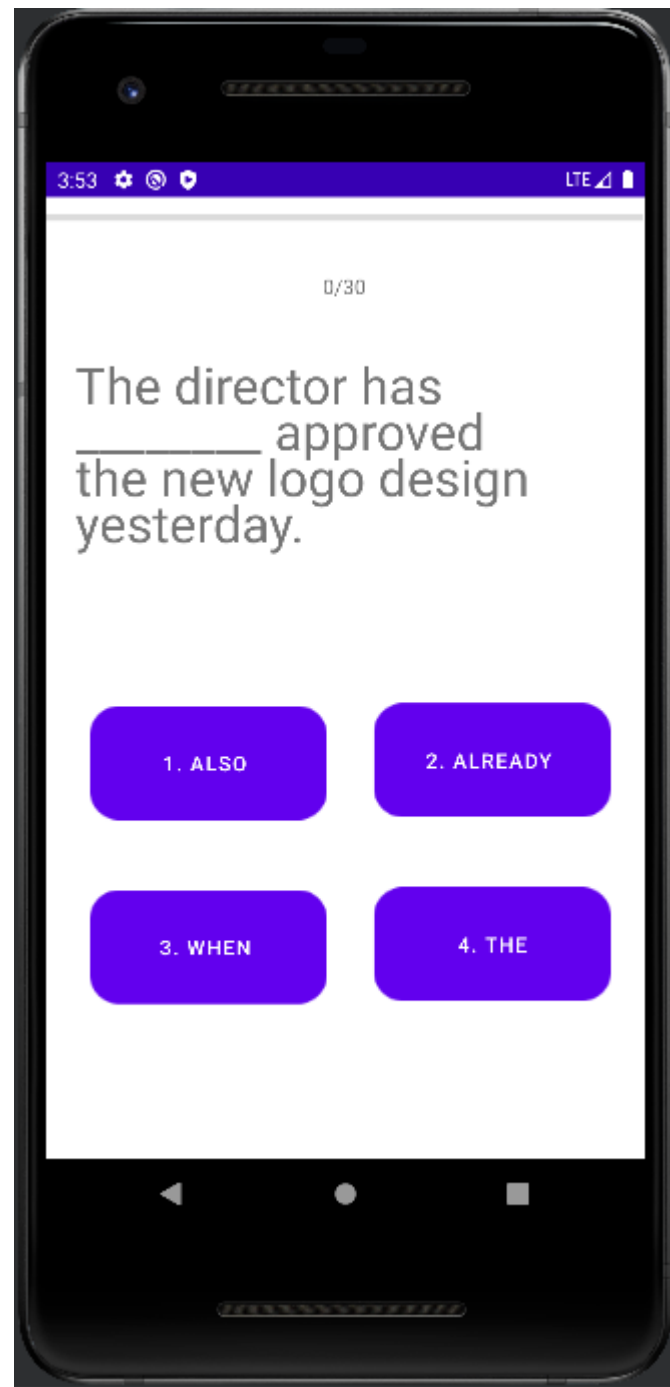 3:53 LTE
0/30
The director has
________ approved
the new logo design
yesterday.
1. ALSO
2. ALREADY
3. WHEN
4. THE